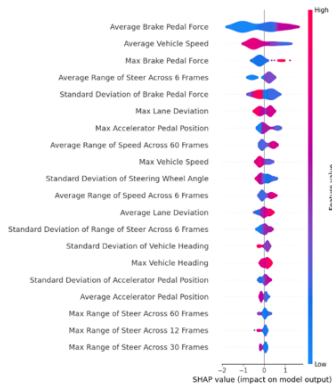 High
Average Brake Pedal Force
Average Vehicle Speed
Max Brake Pedal Force
Average Range of Steer Across 6 Frames
Standard Deviation of Brake Pedal Force
Max Lane Deviation
Max Accelerator Pedal Position
Average Range of Speed Across 60 Frames
Max Vehicle Speed
Standard Deviation of Steering Wheel Angle
Average Range of Speed Across 6 Frames
Average Lane Deviation
Standard Deviation of Range of Steer Across 6 Frames
Standard Deviation of Vehicle Heading
Max Vehicle Heading
Standard Deviation of Accelerator Pedal Position
Average Accelerator Pedal Position
Max Range of Steer Across 60 Frames
Max Range of Steer Across 12 Frames
Max Range of Steer Across 30 Frames
Feature value
Low
−2 −1 0 1
SHAP value (impact on model output)